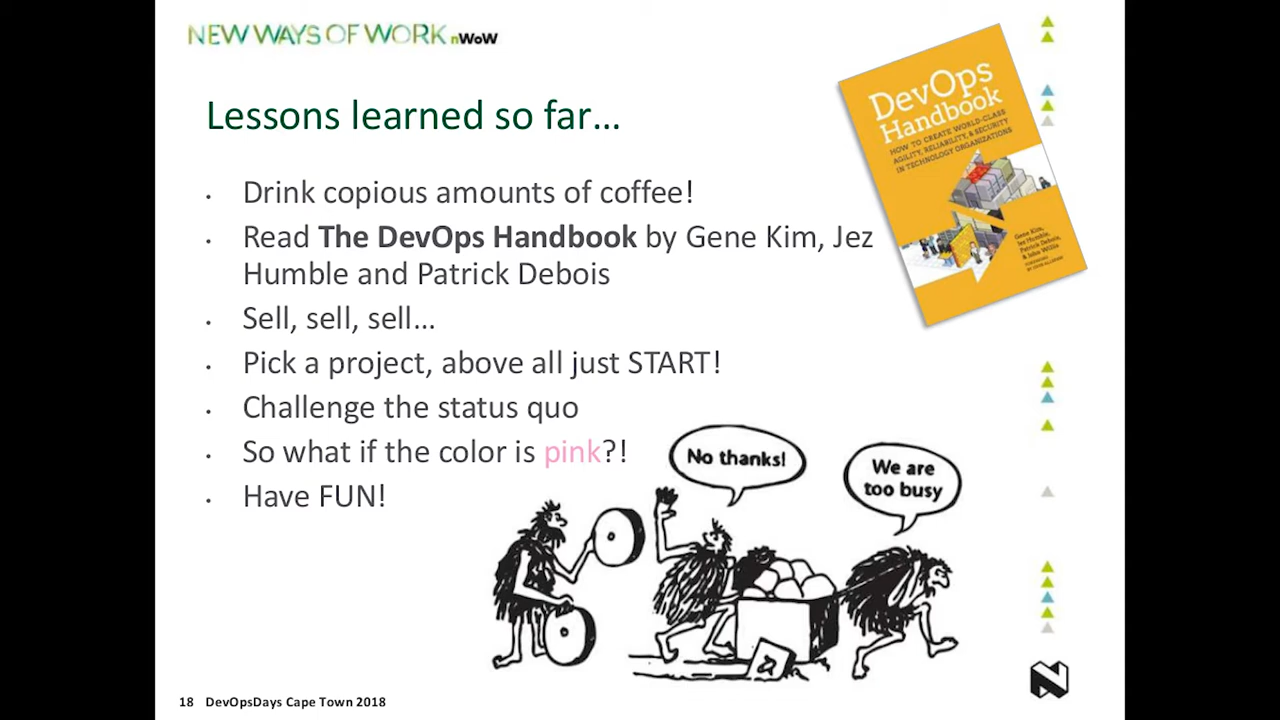 NEW WAYS OF WORK nWoW
Lessons learned so far...
• Drink copious amounts of coffee!
• Read The DevOps Handbook by Gene Kim, Jez
Humble and Patrick Debois
• Sell, sell, sell...
• Pick a project, above all just START!
• Challenge the status quo
• So what if the color is pink?!
• Have FUN!
DevOps
Handbook
HOW TO CREATE WORLD-CLASS
AGILITY, RELIABILITY, & SECURITY
IN TECHNOLOGY ORGANIZATIONS
Gene Kim,
Jez Humble,
Patrick Debois,
& John Willis
No thanks!
We are
too busy
18 DevOpsDays Cape Town 2018